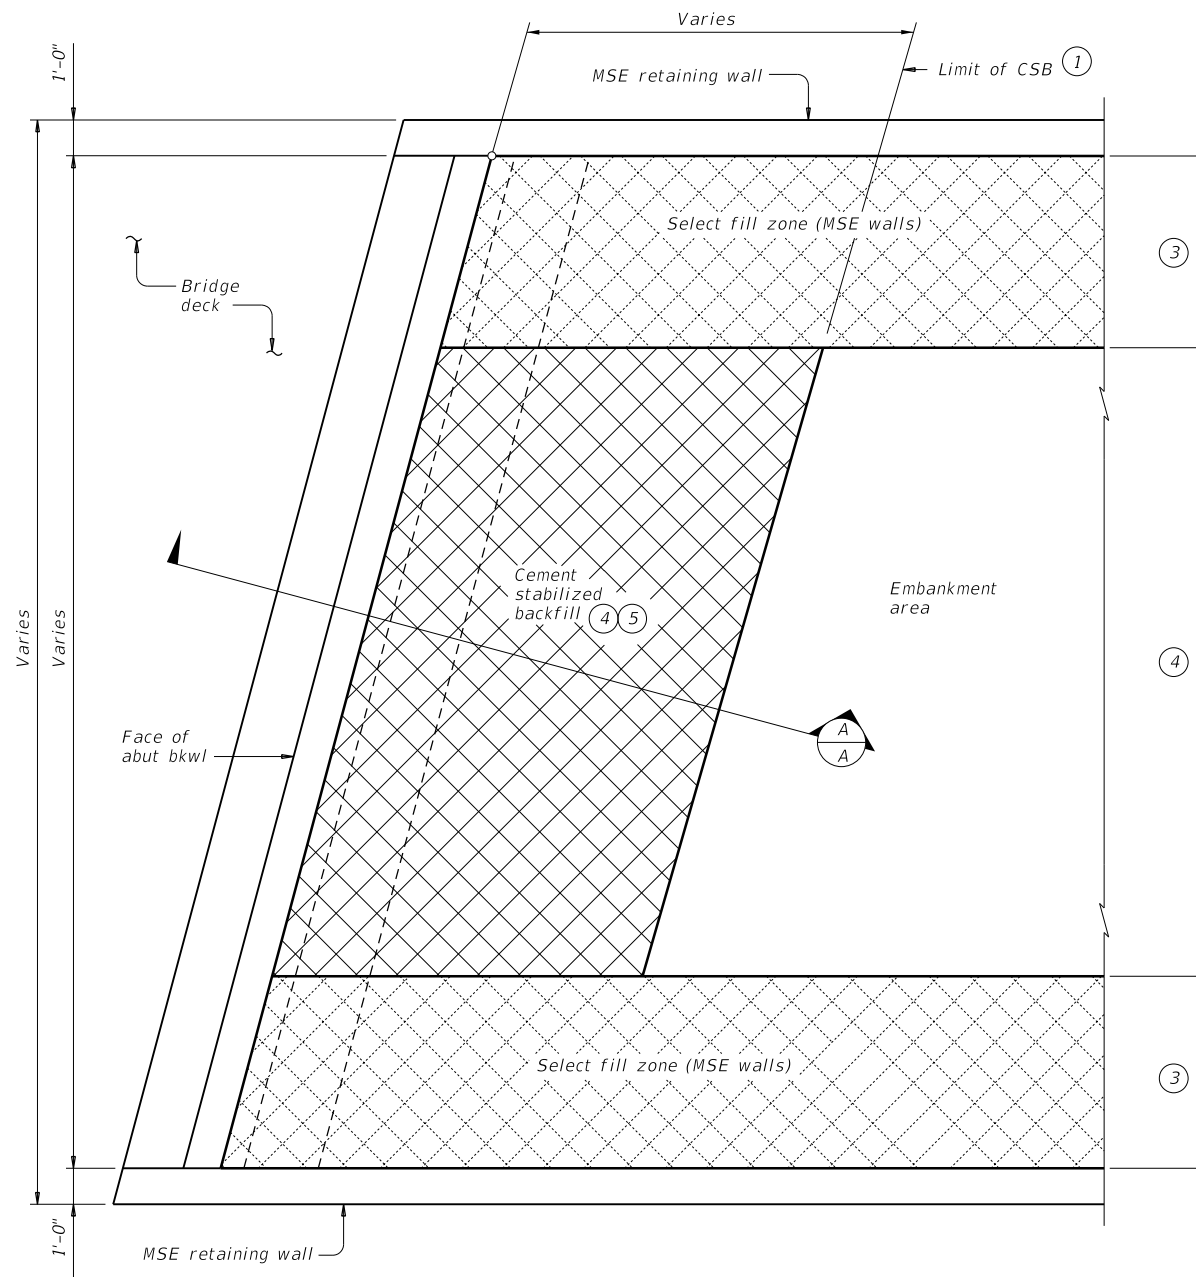 Varies
1'-0"
MSE retaining wall
Limit of CSB 1
Select fill zone (MSE walls)
3
Bridge
deck
Cement
stabilized
backfill 4 5
Embankment
area
Varies
Varies
4
Face of
abut bkwl
A
A
Select fill zone (MSE walls)
3
1'-0"
MSE retaining wall